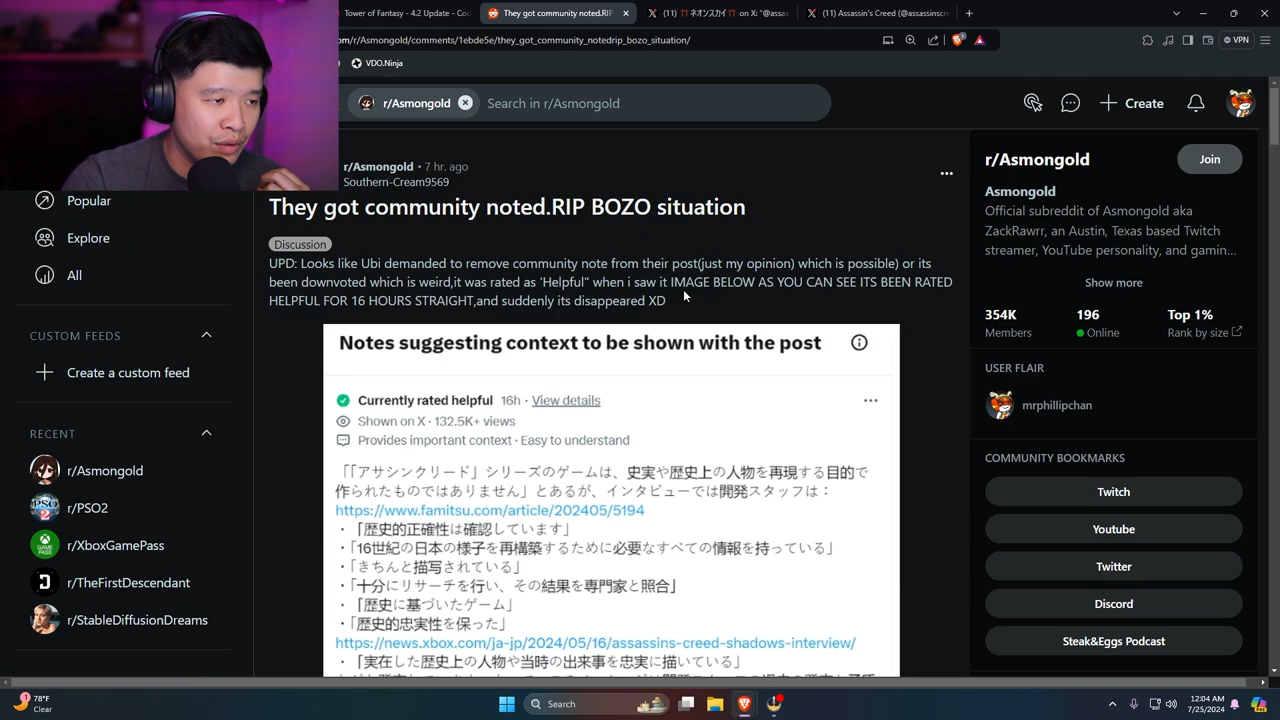 Tower of Fantasy - 4.2 Update - Coo
They got community noted.RIP
(11) 🎌ネオンスカイ🎌 on X: "@assa
(11) Assassin's Creed (@assassinscre
om/r/Asmongold/comments/1ebde5e/they_got_community_notedrip_bozo_situation/
VPN
VDO.Ninja
r/Asmongold
Search in r/Asmongold
Create
r/Asmongold • 7 hr. ago
Southern-Cream9569
They got community noted.RIP BOZO situation
Discussion
UPD: Looks like Ubi demanded to remove community note from their post(just my opinion) which is possible) or its
been downvoted which is weird,it was rated as 'Helpful" when i saw it IMAGE BELOW AS YOU CAN SEE ITS BEEN RATED
HELPFUL FOR 16 HOURS STRAIGHT,and suddenly its disappeared XD
Notes suggesting context to be shown with the post
Currently rated helpful 16h · View details
Shown on X · 132.5K+ views
Provides important context · Easy to understand
「「アサシンクリード」シリーズのゲームは、史実や歴史上の人物を再現する目的で
作られたものではありません」とあるが、インタビューでは開発スタッフは：
https://www.famitsu.com/article/202405/5194
・「歴史的正確性は確認しています」
・「16世紀の日本の様子を再構築するために必要なすべての情報を持っている」
・「きちんと描写されている」
・「十分にリサーチを行い、その結果を専門家と照合」
・「歴史に基づいたゲーム」
・「歴史的忠実性を保った」
https://news.xbox.com/ja-jp/2024/05/16/assassins-creed-shadows-interview/
・「実在した歴史上の人物や当時の出来事を忠実に描いている」
Popular
Explore
All
CUSTOM FEEDS
Create a custom feed
RECENT
r/Asmongold
r/PSO2
r/XboxGamePass
r/TheFirstDescendant
r/StableDiffusionDreams
r/Asmongold
Join
Asmongold
Official subreddit of Asmongold aka
ZackRawrr, an Austin, Texas based Twitch
streamer, YouTube personality, and gamin...
Show more
354K
196
Top 1%
Members
Online
Rank by size
USER FLAIR
mrphillipchan
COMMUNITY BOOKMARKS
Twitch
Youtube
Twitter
Discord
Steak&Eggs Podcast
78°F
Clear
Search
12:04 AM
7/25/2024